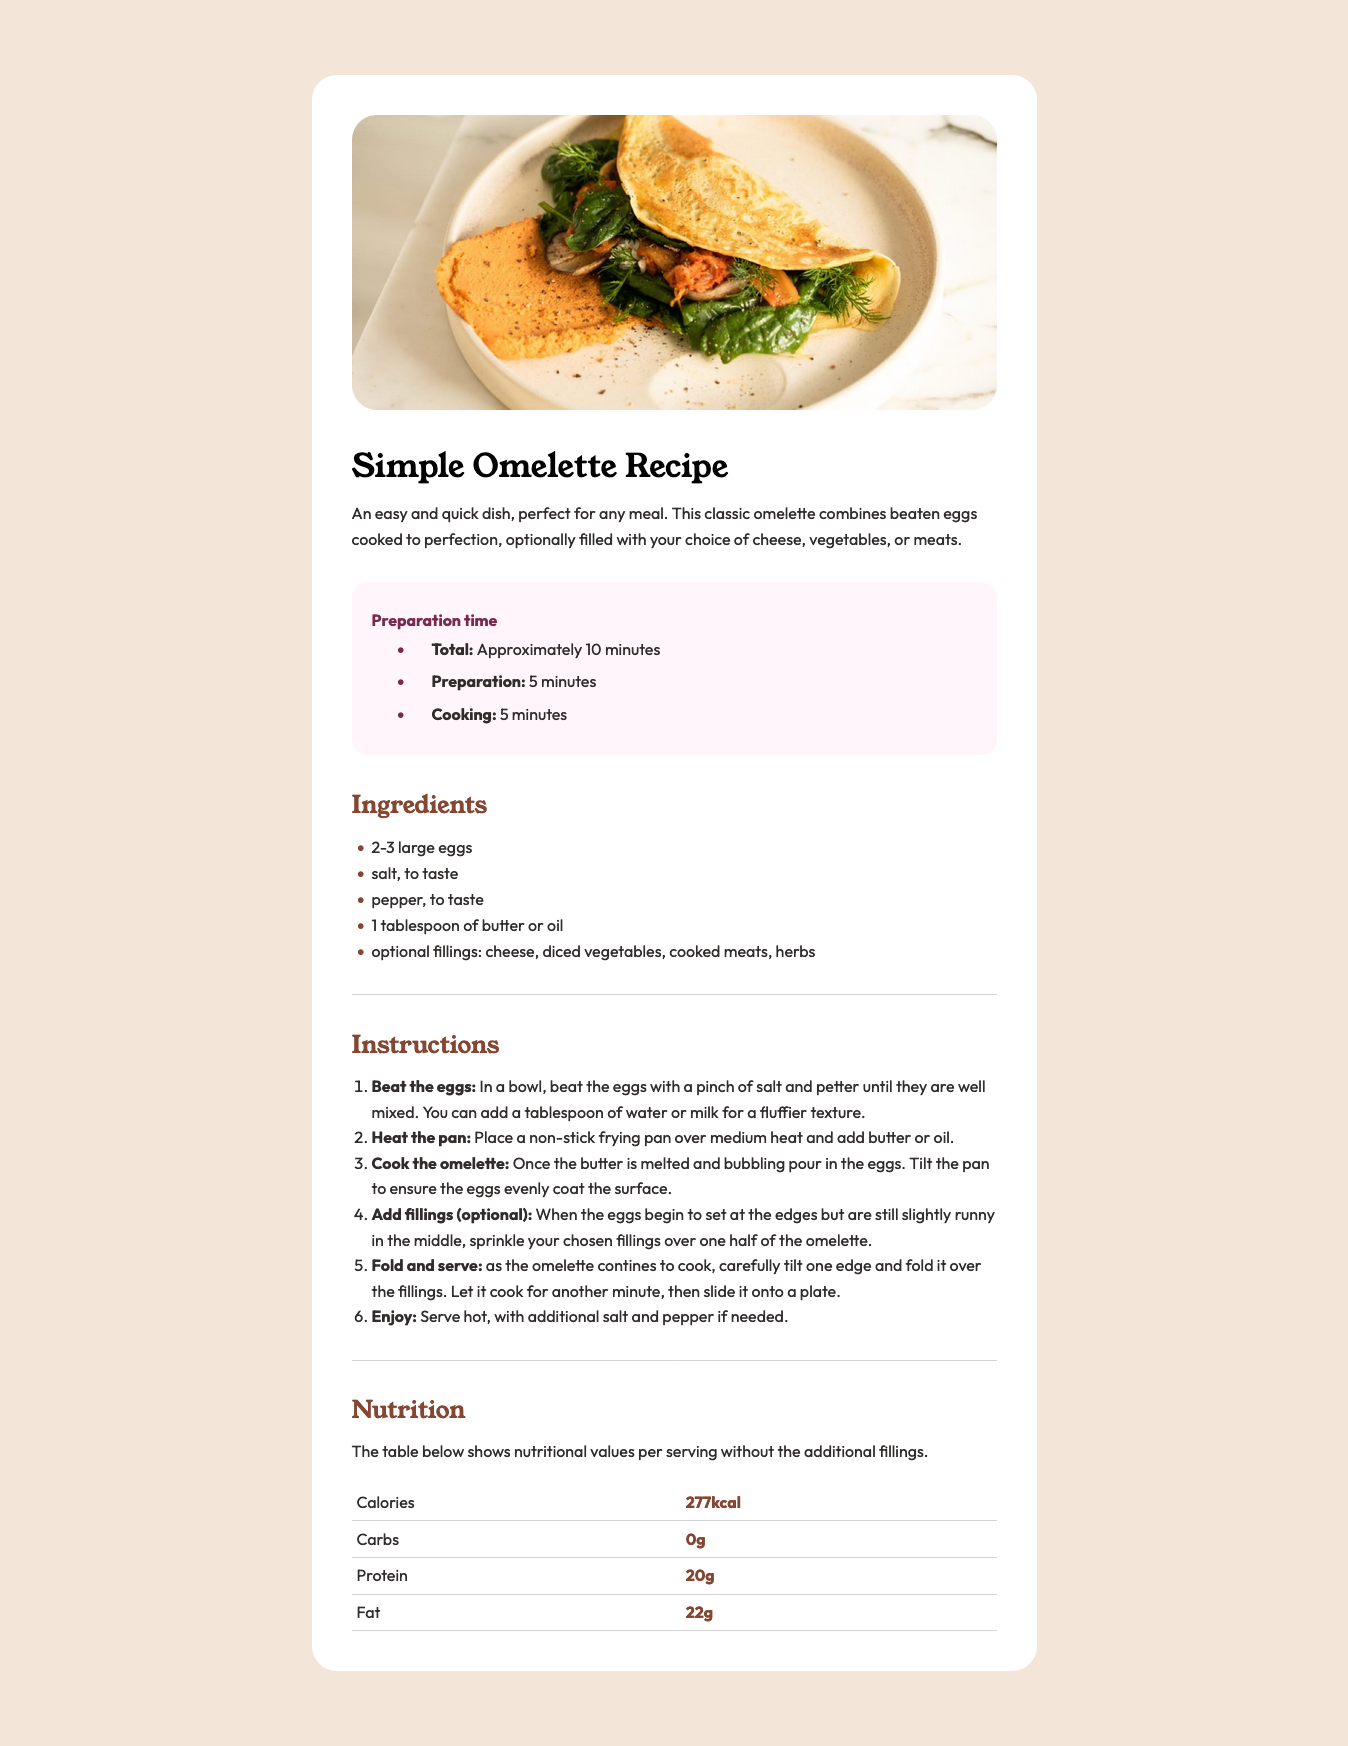 Simple Omelette Recipe
An easy and quick dish, perfect for any meal. This classic omelette combines beaten eggs
cooked to perfection, optionally filled with your choice of cheese, vegetables, or meats.
Preparation time
• Total: Approximately 10 minutes
• Preparation: 5 minutes
• Cooking: 5 minutes
Ingredients
• 2-3 large eggs
• salt, to taste
• pepper, to taste
• 1 tablespoon of butter or oil
• optional fillings: cheese, diced vegetables, cooked meats, herbs
Instructions
1. Beat the eggs: In a bowl, beat the eggs with a pinch of salt and petter until they are well
mixed. You can add a tablespoon of water or milk for a fluffier texture.
2. Heat the pan: Place a non-stick frying pan over medium heat and add butter or oil.
3. Cook the omelette: Once the butter is melted and bubbling pour in the eggs. Tilt the pan
to ensure the eggs evenly coat the surface.
4. Add fillings (optional): When the eggs begin to set at the edges but are still slightly runny
in the middle, sprinkle your chosen fillings over one half of the omelette.
5. Fold and serve: as the omelette contines to cook, carefully tilt one edge and fold it over
the fillings. Let it cook for another minute, then slide it onto a plate.
6. Enjoy: Serve hot, with additional salt and pepper if needed.
Nutrition
The table below shows nutritional values per serving without the additional fillings.
Calories 277kcal
Carbs 0g
Protein 20g
Fat 22g